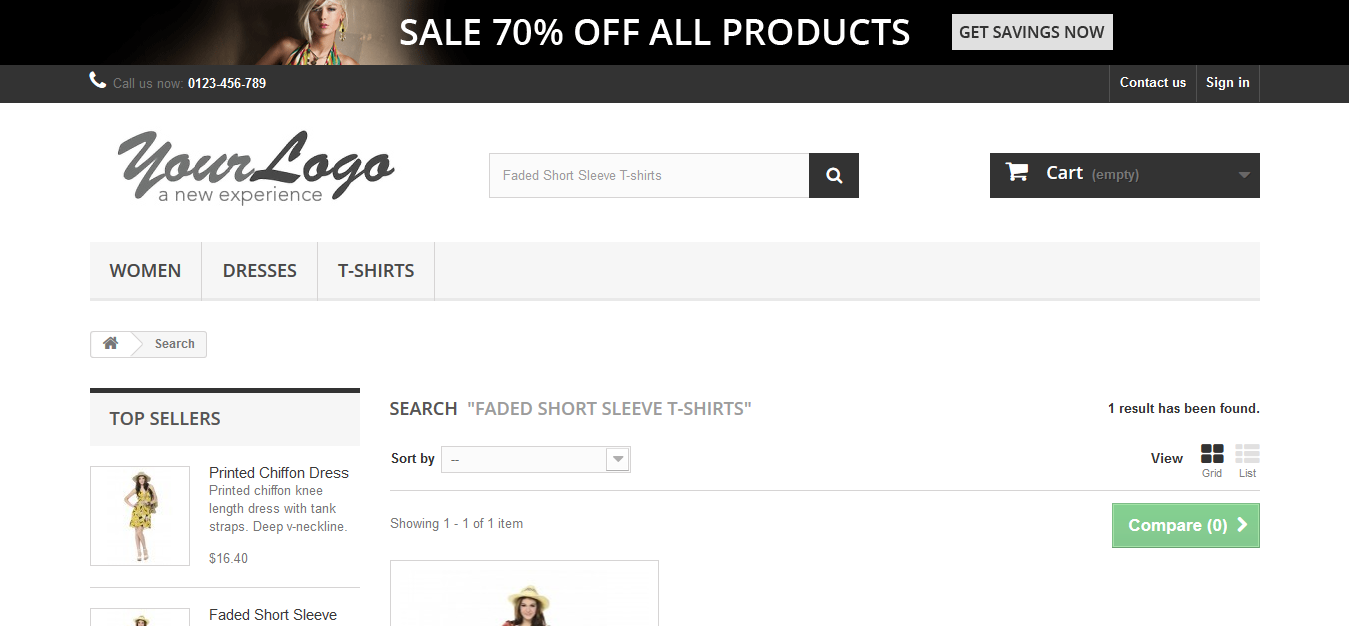 SALE 70% OFF ALL PRODUCTS
GET SAVINGS NOW
Call us now: 0123-456-789
Contact us
Sign in
YourLogo
a new experience
Faded Short Sleeve T-shirts
Cart (empty)
WOMEN
DRESSES
T-SHIRTS
Search
TOP SELLERS
Printed Chiffon Dress
Printed chiffon knee
length dress with tank
straps. Deep v-neckline.
$16.40
Faded Short Sleeve
SEARCH "FADED SHORT SLEEVE T-SHIRTS"
1 result has been found.
Sort by
--
View
Grid
List
Showing 1 - 1 of 1 item
Compare (0)